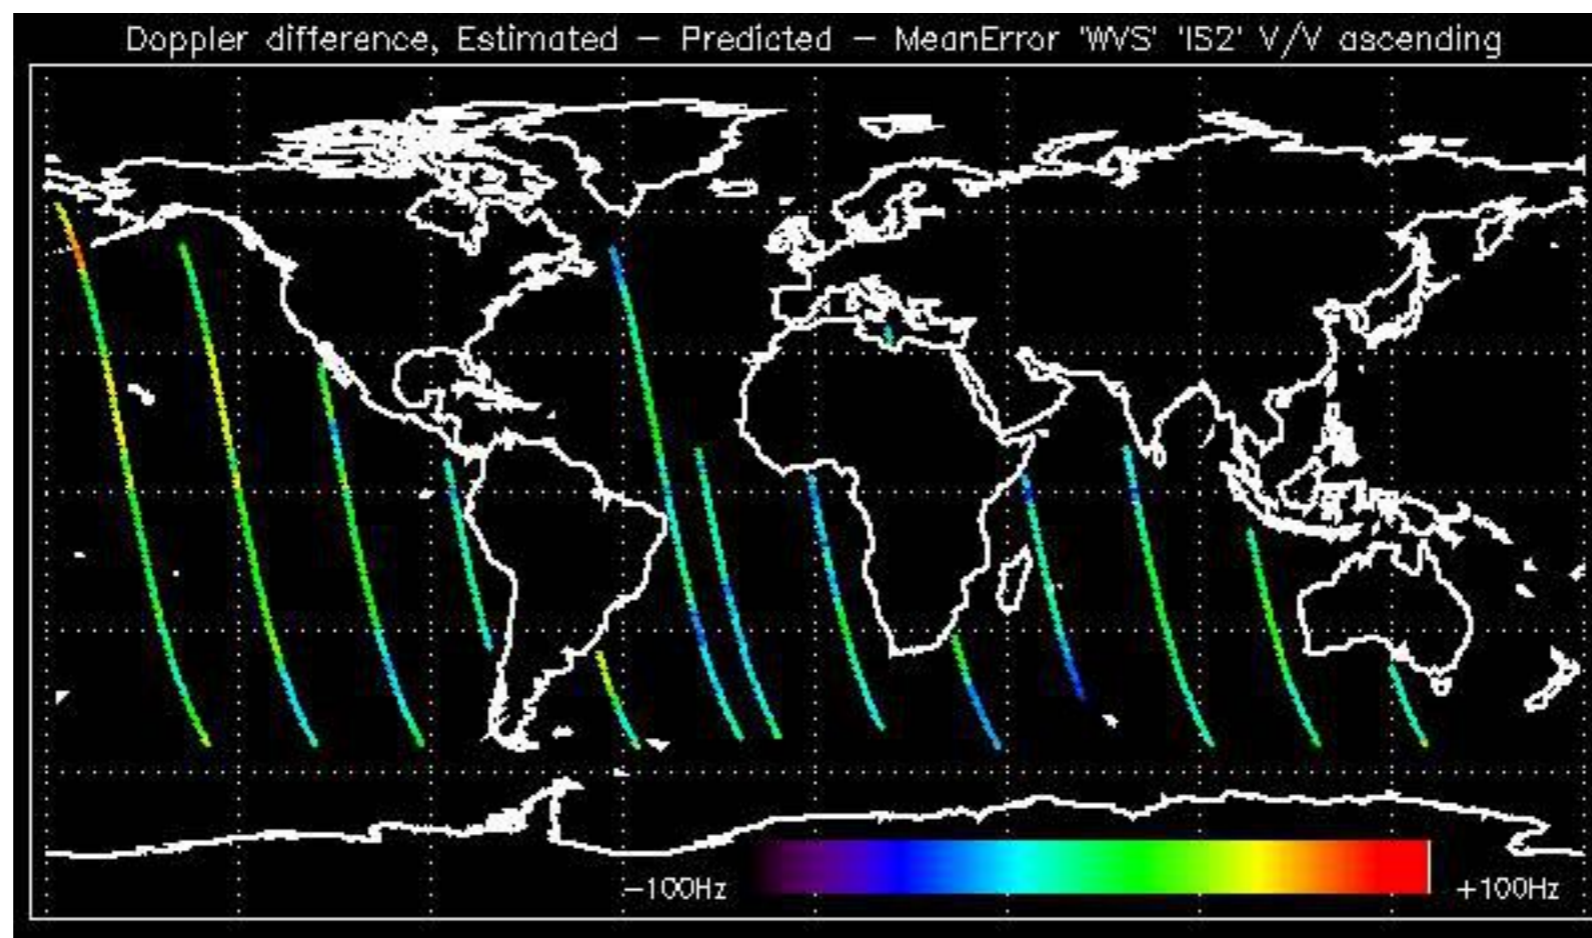 Doppler difference, Estimated – Predicted – MeanError 'WVS' 'IS2' V/V ascending
-100Hz
+100Hz